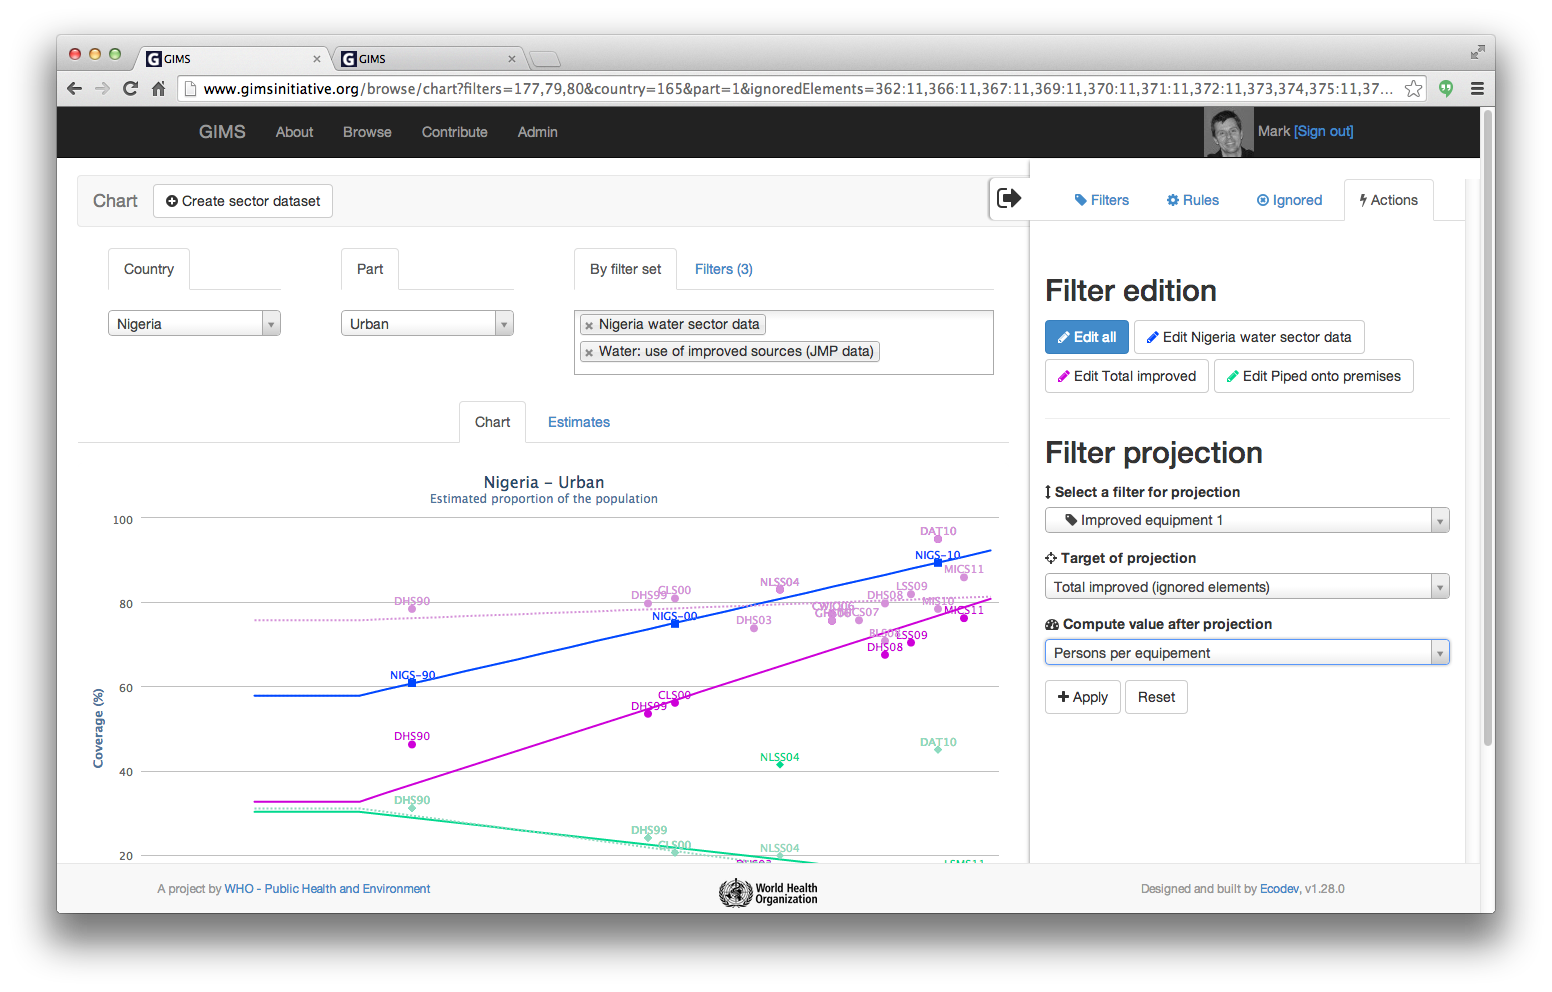 GIMS
GIMS
www.gimsinitiative.org/browse/chart?filters=177,79,80&country=165&part=1&ignoredElements=362:11,366:11,367:11,369:11,370:11,371:11,372:11,373,374,375:11,37...
GIMS About Browse Contribute Admin
Mark [Sign out]
Chart Create sector dataset
Filters Rules Ignored Actions
Country Part By filter set Filters (3)
Nigeria Urban Nigeria water sector data
Water: use of improved sources (JMP data)
Chart Estimates
Nigeria – Urban
Estimated proportion of the population
Coverage (%)
100
80
60
40
20
DAT10
NIGS-10
MICS11
DHS90
DHS99
CLS00
NLSS04
DHS08
LSS09
MIS10
MICS11
NIGS-00
DHS03
LSS09
DHS08
NIGS-90
CLS00
DHS99
DHS90
DAT10
NLSS04
DHS90
DHS99
CLS00
NLSS04
Filter edition
Edit all Edit Nigeria water sector data
Edit Total improved Edit Piped onto premises
Filter projection
Select a filter for projection
Improved equipment 1
Target of projection
Total improved (ignored elements)
Compute value after projection
Persons per equipement
Apply Reset
A project by WHO - Public Health and Environment
World Health
Organization
Designed and built by Ecodev, v1.28.0